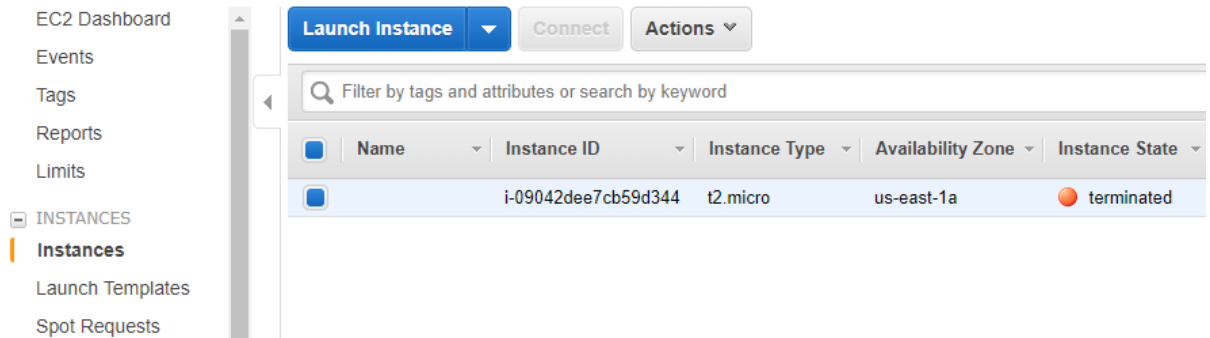 EC2 Dashboard
Events
Tags
Reports
Limits
INSTANCES
Instances
Launch Templates
Spot Requests
Launch Instance Connect Actions
Filter by tags and attributes or search by keyword
Name Instance ID Instance Type Availability Zone Instance State
i-09042dee7cb59d344 t2.micro us-east-1a terminated